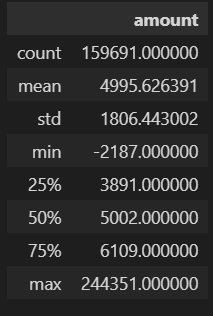 amount
count 159691.000000
mean 4995.626391
std 1806.443002
min -2187.000000
25% 3891.000000
50% 5002.000000
75% 6109.000000
max 244351.000000